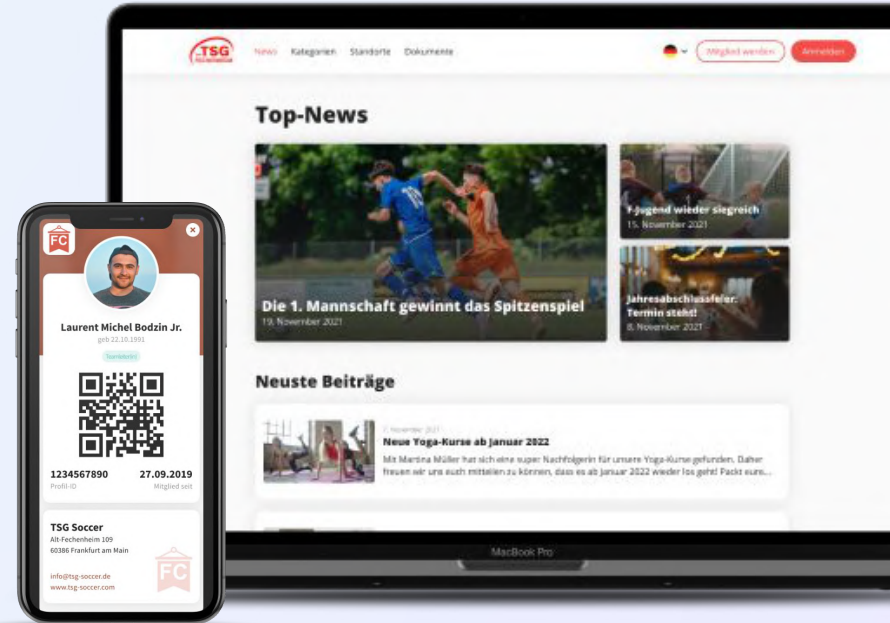 TSG
News Kategorien Standorte Dokumente
Mitglied werden
Anmelden
Top-News
Die 1. Mannschaft gewinnt das Spitzenspiel
19. November 2021
F-Jugend wieder siegreich
15. November 2021
Jahresabschlussfeier:
Termin steht!
8. November 2021
Neuste Beiträge
7. November 2021
Neue Yoga-Kurse ab Januar 2022
Mit Martina Müller hat sich eine super Nachfolgerin für unsere Yoga-Kurse gefunden. Daher
freuen wir uns euch mitteilen zu können, dass es ab Januar 2022 wieder los geht! Packt eure...
MacBook Pro
FC
Laurent Michel Bodzin Jr.
geb 22.10.1991
1234567890 27.09.2019
Profil-ID Mitglied seit
TSG Soccer
Alt-Fechenheim 109
60386 Frankfurt am Main
info@tsg-soccer.de
www.tsg-soccer.com
FC